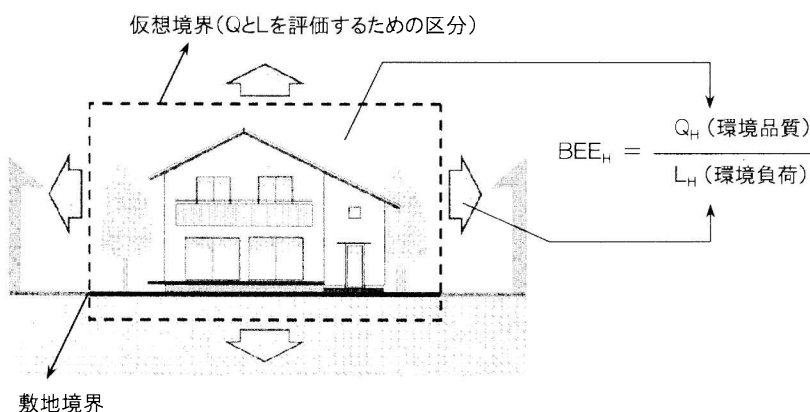 仮想境界(QとLを評価するための区分)
BEE_H = Q_H(環境品質) / L_H(環境負荷)
敷地境界